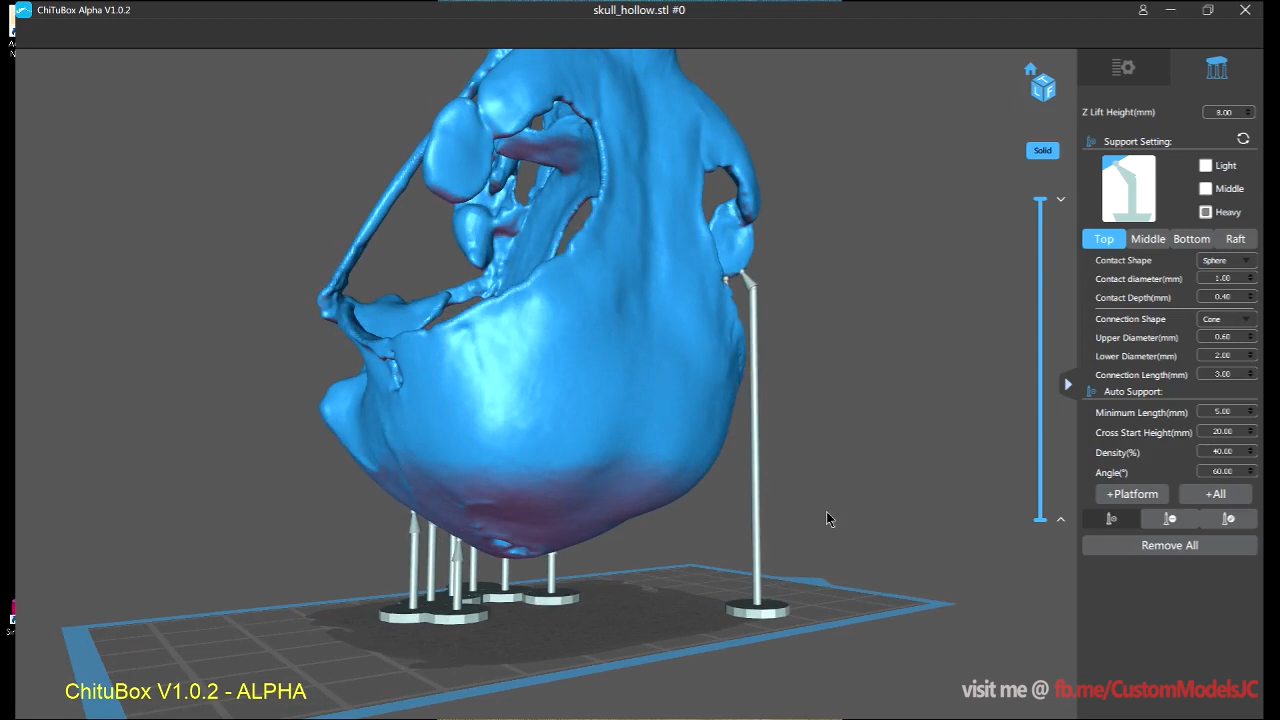 ChiTuBox Alpha V1.0.2
skull_hollow.stl #0
Z Lift Height(mm)
8.00
Support Setting:
Solid
Light
Middle
Heavy
Top
Middle
Bottom
Raft
Contact Shape
Sphere
Contact diameter(mm)
1.00
Contact Depth(mm)
0.40
Connection Shape
Cone
Upper Diameter(mm)
0.60
Lower Diameter(mm)
2.00
Connection Length(mm)
3.00
Auto Support:
Minimum Length(mm)
5.00
Cross Start Height(mm)
20.00
Density(%)
40.00
Angle(°)
60.00
+Platform
+All
Remove All
ChituBox V1.0.2 - ALPHA
visit me @ fb.me/CustomModelsJC